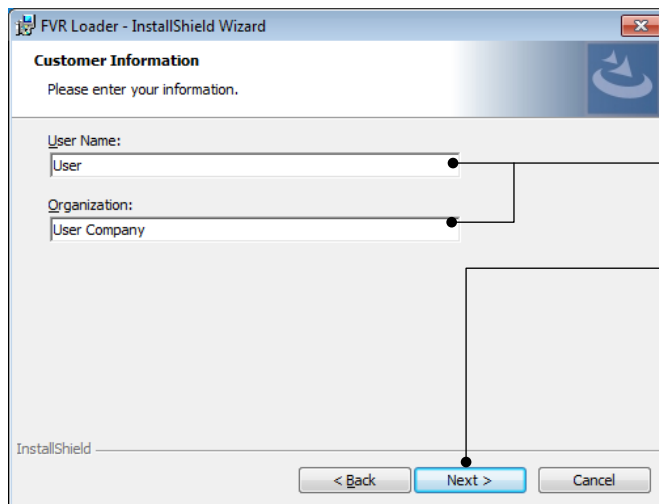 FVR Loader - InstallShield Wizard
Customer Information
Please enter your information.
User Name:
User
Organization:
User Company
InstallShield
< Back Next > Cancel